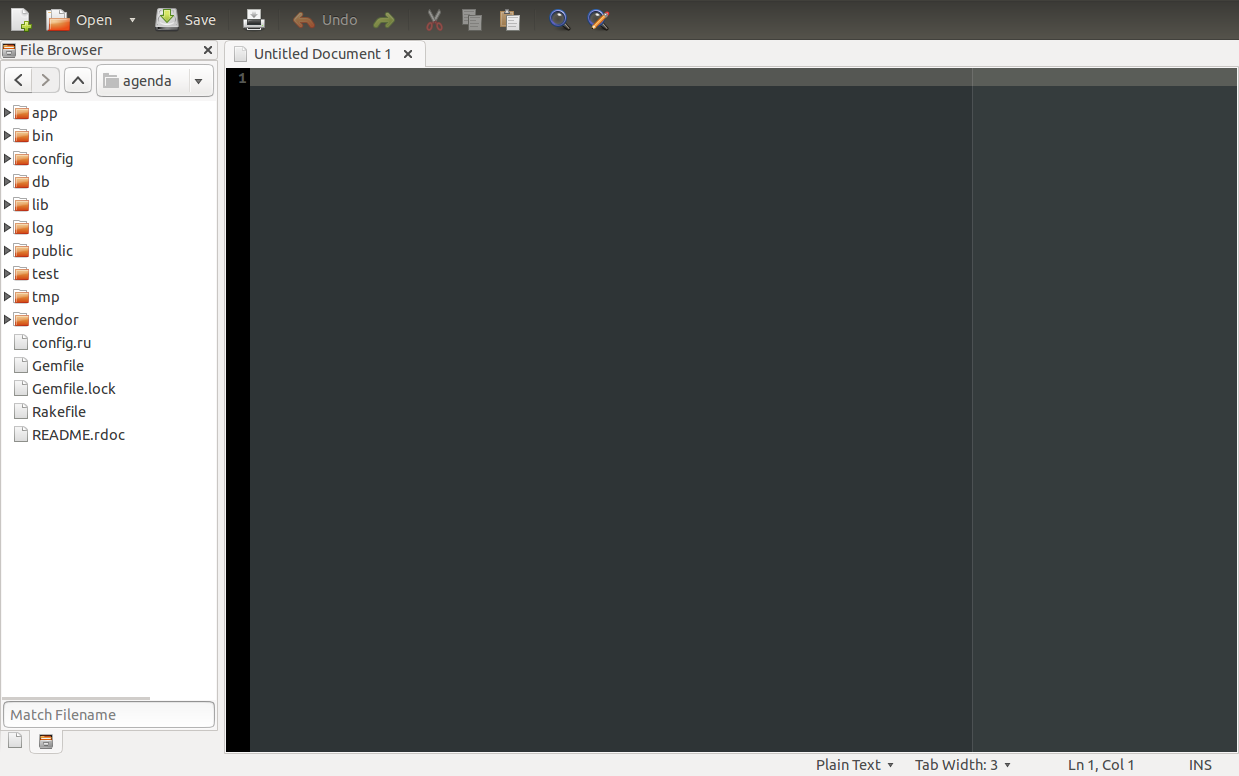 Open Save Undo
File Browser
Untitled Document 1
agenda
1
app
bin
config
db
lib
log
public
test
tmp
vendor
config.ru
Gemfile
Gemfile.lock
Rakefile
README.rdoc
Match Filename
Plain Text Tab Width: 3 Ln 1, Col 1 INS